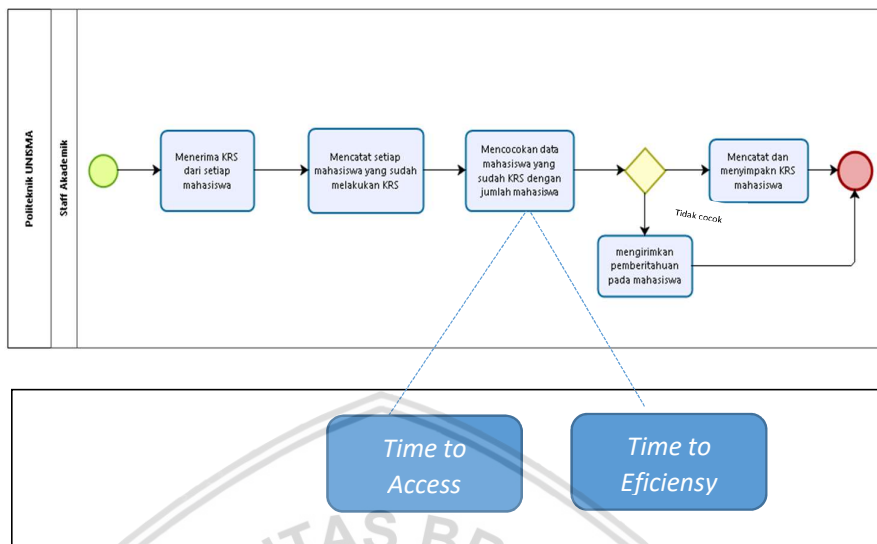 Politeknik UNISMA
Staff Akademik
Menerima KRS
dari setiap
mahasiswa
Mencatat setiap
mahasiswa yang sudah
melakukan KRS
Mencocokan data
mahasiswa yang
sudah KRS dengan
jumlah mahasiswa
Mencatat dan
menyimpakn KRS
mahasiswa
Tidak cocok
mengirimkan
pemberitahuan
pada mahasiswa
Time to
Access
Time to
Eficiensy